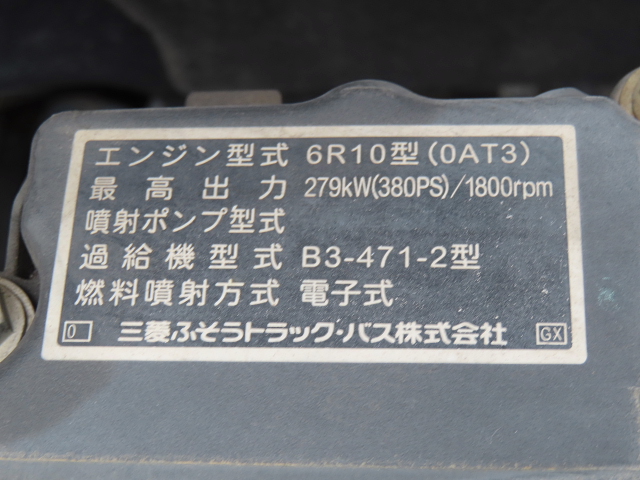 エンジン型式 6R10型(0AT3)
最高出力 279kW(380PS)/1800rpm
噴射ポンプ型式
過給機型式 B3-471-2型
燃料噴射方式 電子式
0 三菱ふそうトラック・バス株式会社 GX